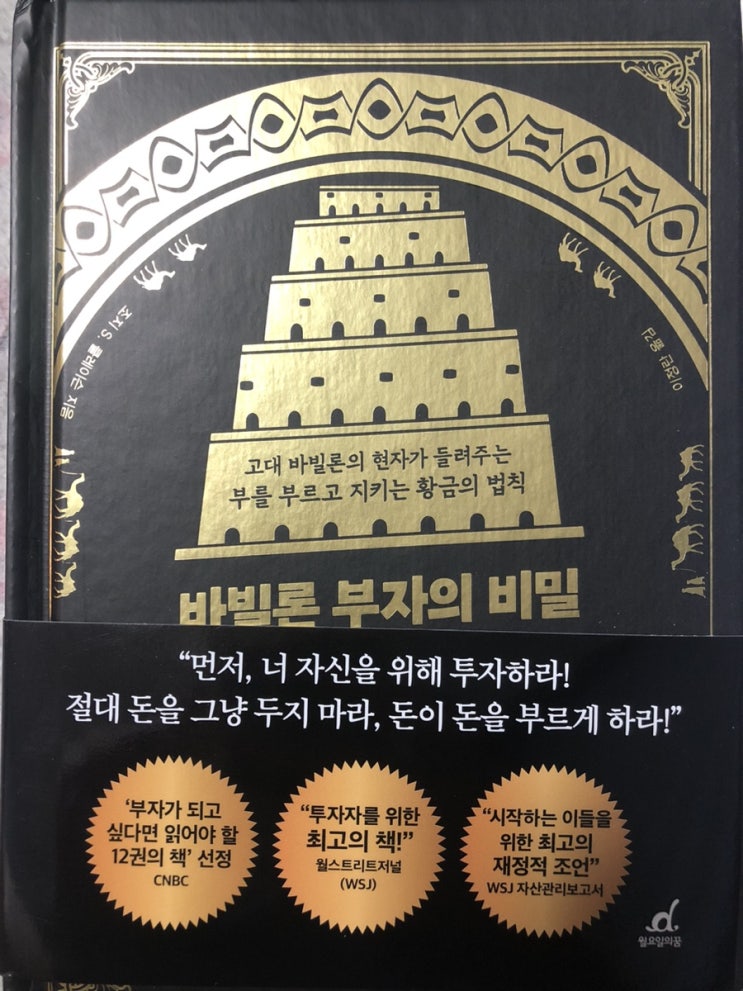 조지 S. 클레이슨 지음
이정란 옮김
고대 바빌론의 현자가 들려주는
부를 부르고 지키는 황금의 법칙
바빌론 부자의 비밀
“먼저, 너 자신을 위해 투자하라!
절대 돈을 그냥 두지 마라, 돈이 돈을 부르게 하라!”
‘부자가 되고
싶다면 읽어야 할
12권의 책’ 선정
CNBC
“투자자를 위한
최고의 책!”
월스트리트저널
(WSJ)
“시작하는 이들을
위한 최고의
재정적 조언”
WSJ 자산관리보고서
d.
월요일의꿈